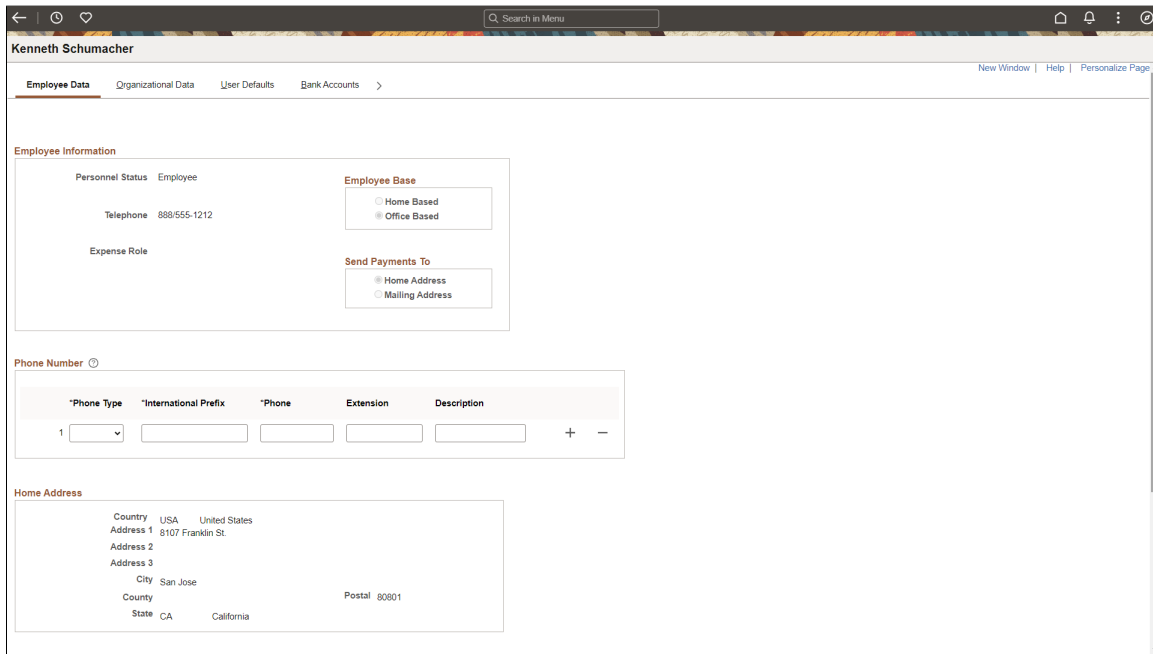 Search in Menu
Kenneth Schumacher
New Window | Help | Personalize Page
Employee Data Organizational Data User Defaults Bank Accounts
Employee Information
Personnel Status Employee
Employee Base
Home Based
Telephone 888/555-1212
Office Based
Expense Role
Send Payments To
Home Address
Mailing Address
Phone Number
*Phone Type *International Prefix *Phone Extension Description
1
Home Address
Country USA United States
Address 1 8107 Franklin St.
Address 2
Address 3
City San Jose
County Postal 80801
State CA California